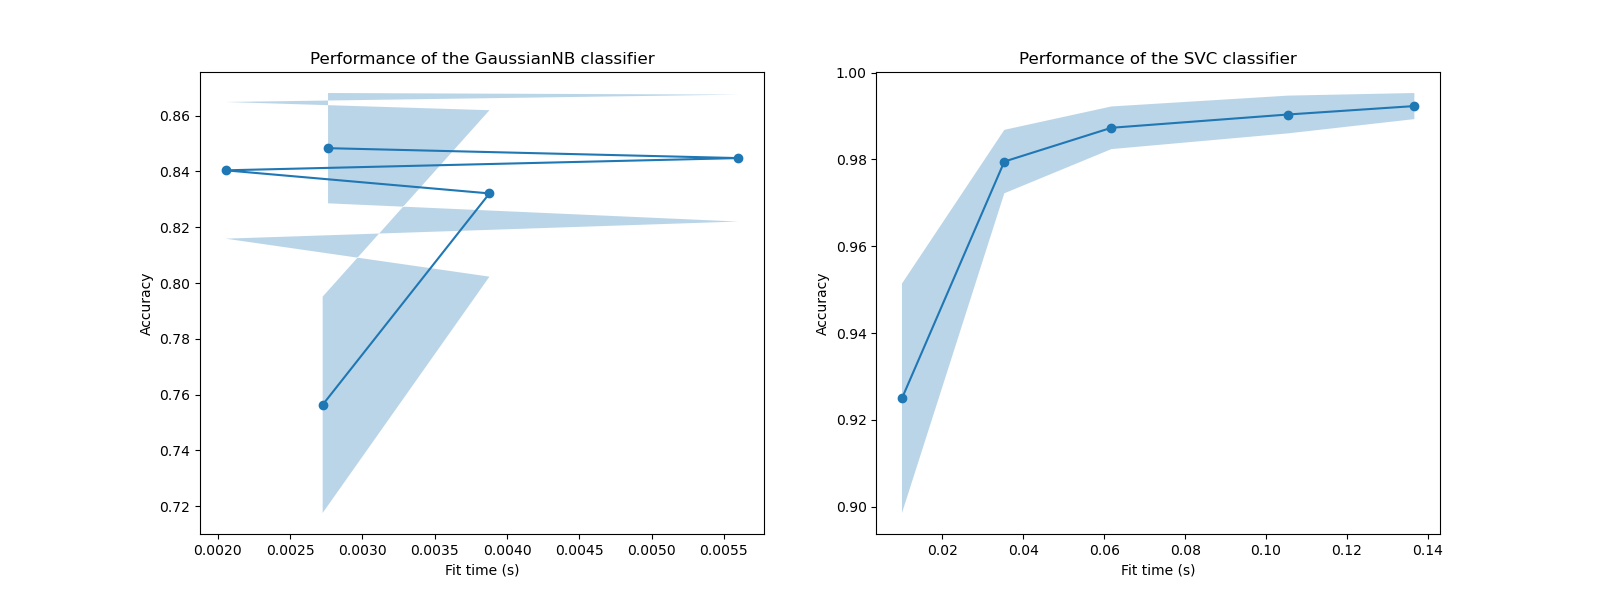 Performance of the GaussianNB classifier
Accuracy
0.86
0.84
0.82
0.80
0.78
0.76
0.74
0.72
0.0020 0.0025 0.0030 0.0035 0.0040 0.0045 0.0050 0.0055
Fit time (s)
Performance of the SVC classifier
Accuracy
1.00
0.98
0.96
0.94
0.92
0.90
0.02 0.04 0.06 0.08 0.10 0.12 0.14
Fit time (s)